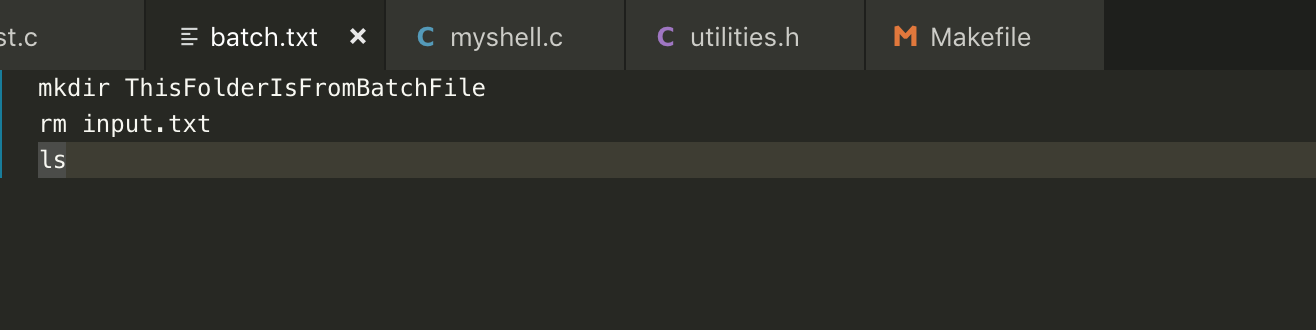 st.c batch.txt × C myshell.c C utilities.h M Makefile
mkdir ThisFolderIsFromBatchFile
rm input.txt
ls